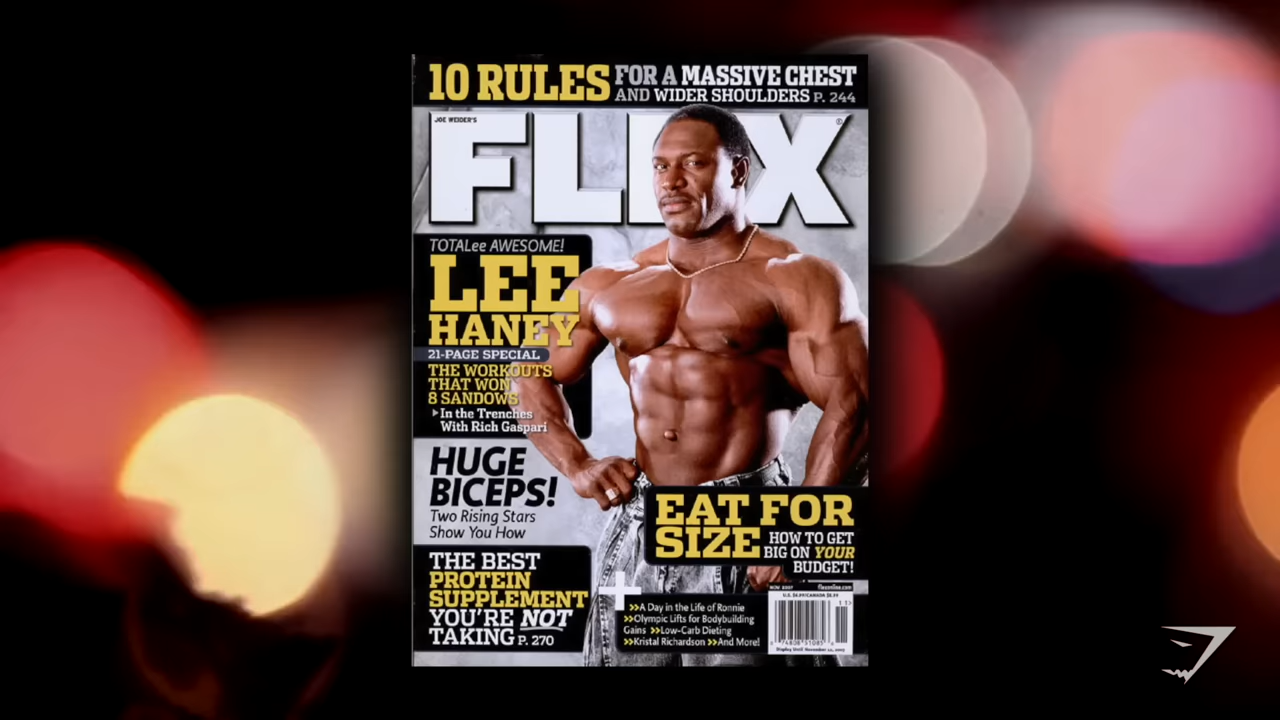 10 RULES FOR A MASSIVE CHEST
AND WIDER SHOULDERS P. 244
JOE WEIDER'S
FLEX
TOTALee AWESOME!
LEE
HANEY
21-PAGE SPECIAL
THE WORKOUTS
THAT WON
8 SANDOWS
In the Trenches
With Rich Gaspari
HUGE
BICEPS!
Two Rising Stars
Show You How
EAT FOR
SIZE HOW TO GET
BIG ON YOUR
BUDGET!
THE BEST
PROTEIN
SUPPLEMENT
YOU'RE NOT
TAKING P. 270
+
>>A Day in the Life of Ronnie
>>Olympic Lifts for Bodybuilding
Gains >>Low-Carb Dieting
>>Kristal Richardson >>And More!
NOV 2007 flexonline.com